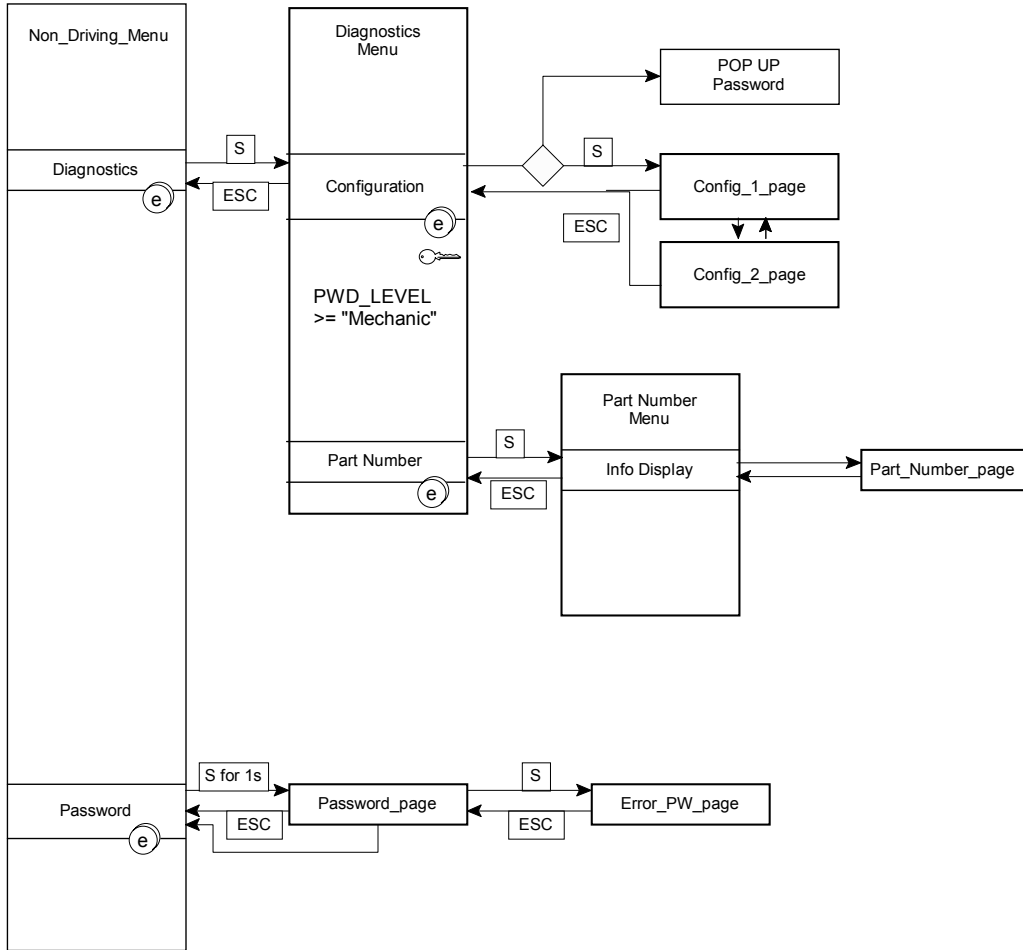 Non_Driving_Menu
Diagnostics
Menu
POP UP
Password
S
S
Diagnostics
ESC
Configuration
Config_1_page
e
e
ESC
Config_2_page
PWD_LEVEL
>= "Mechanic"
Part Number
Menu
S
Part Number
Info Display
Part_Number_page
e
ESC
S for 1s
S
Password
Password_page
Error_PW_page
ESC
ESC
e